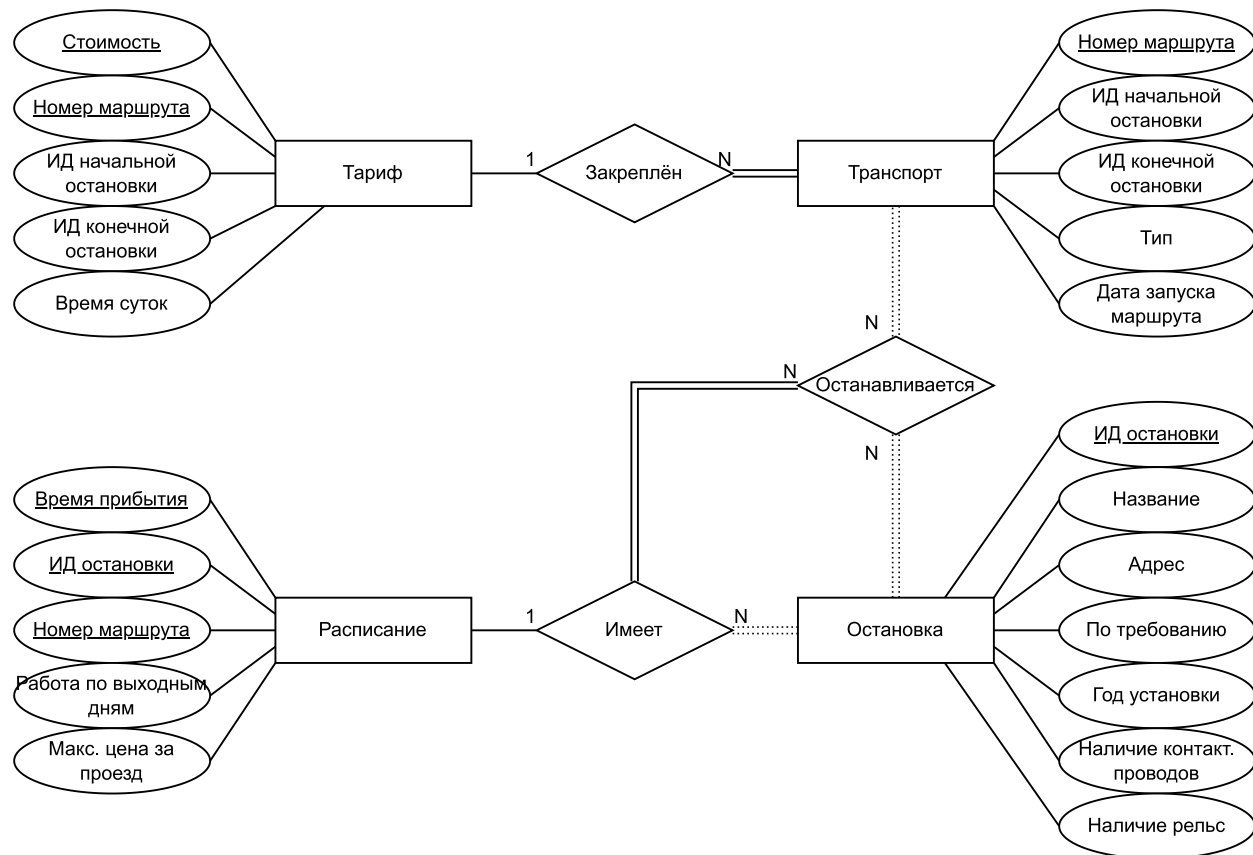 Стоимость
Номер маршрута
ИД начальной
остановки
ИД конечной
остановки
Время суток
Тариф
1
Закреплён
N
Транспорт
Номер маршрута
ИД начальной
остановки
ИД конечной
остановки
Тип
Дата запуска
маршрута
N
N
Останавливается
N
Время прибытия
ИД остановки
Номер маршрута
Работа по выходным
дням
Макс. цена за
проезд
Расписание
1
Имеет
N
Остановка
ИД остановки
Название
Адрес
По требованию
Год установки
Наличие контакт.
проводов
Наличие рельс